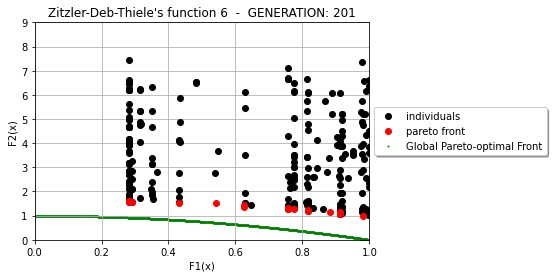 Zitzler-Deb-Thiele's function 6 - GENERATION: 201
F2(x)
9
8
7
6
5
4
3
2
1
0
0.0 0.2 0.4 0.6 0.8 1.0
F1(x)
individuals
pareto front
Global Pareto-optimal Front